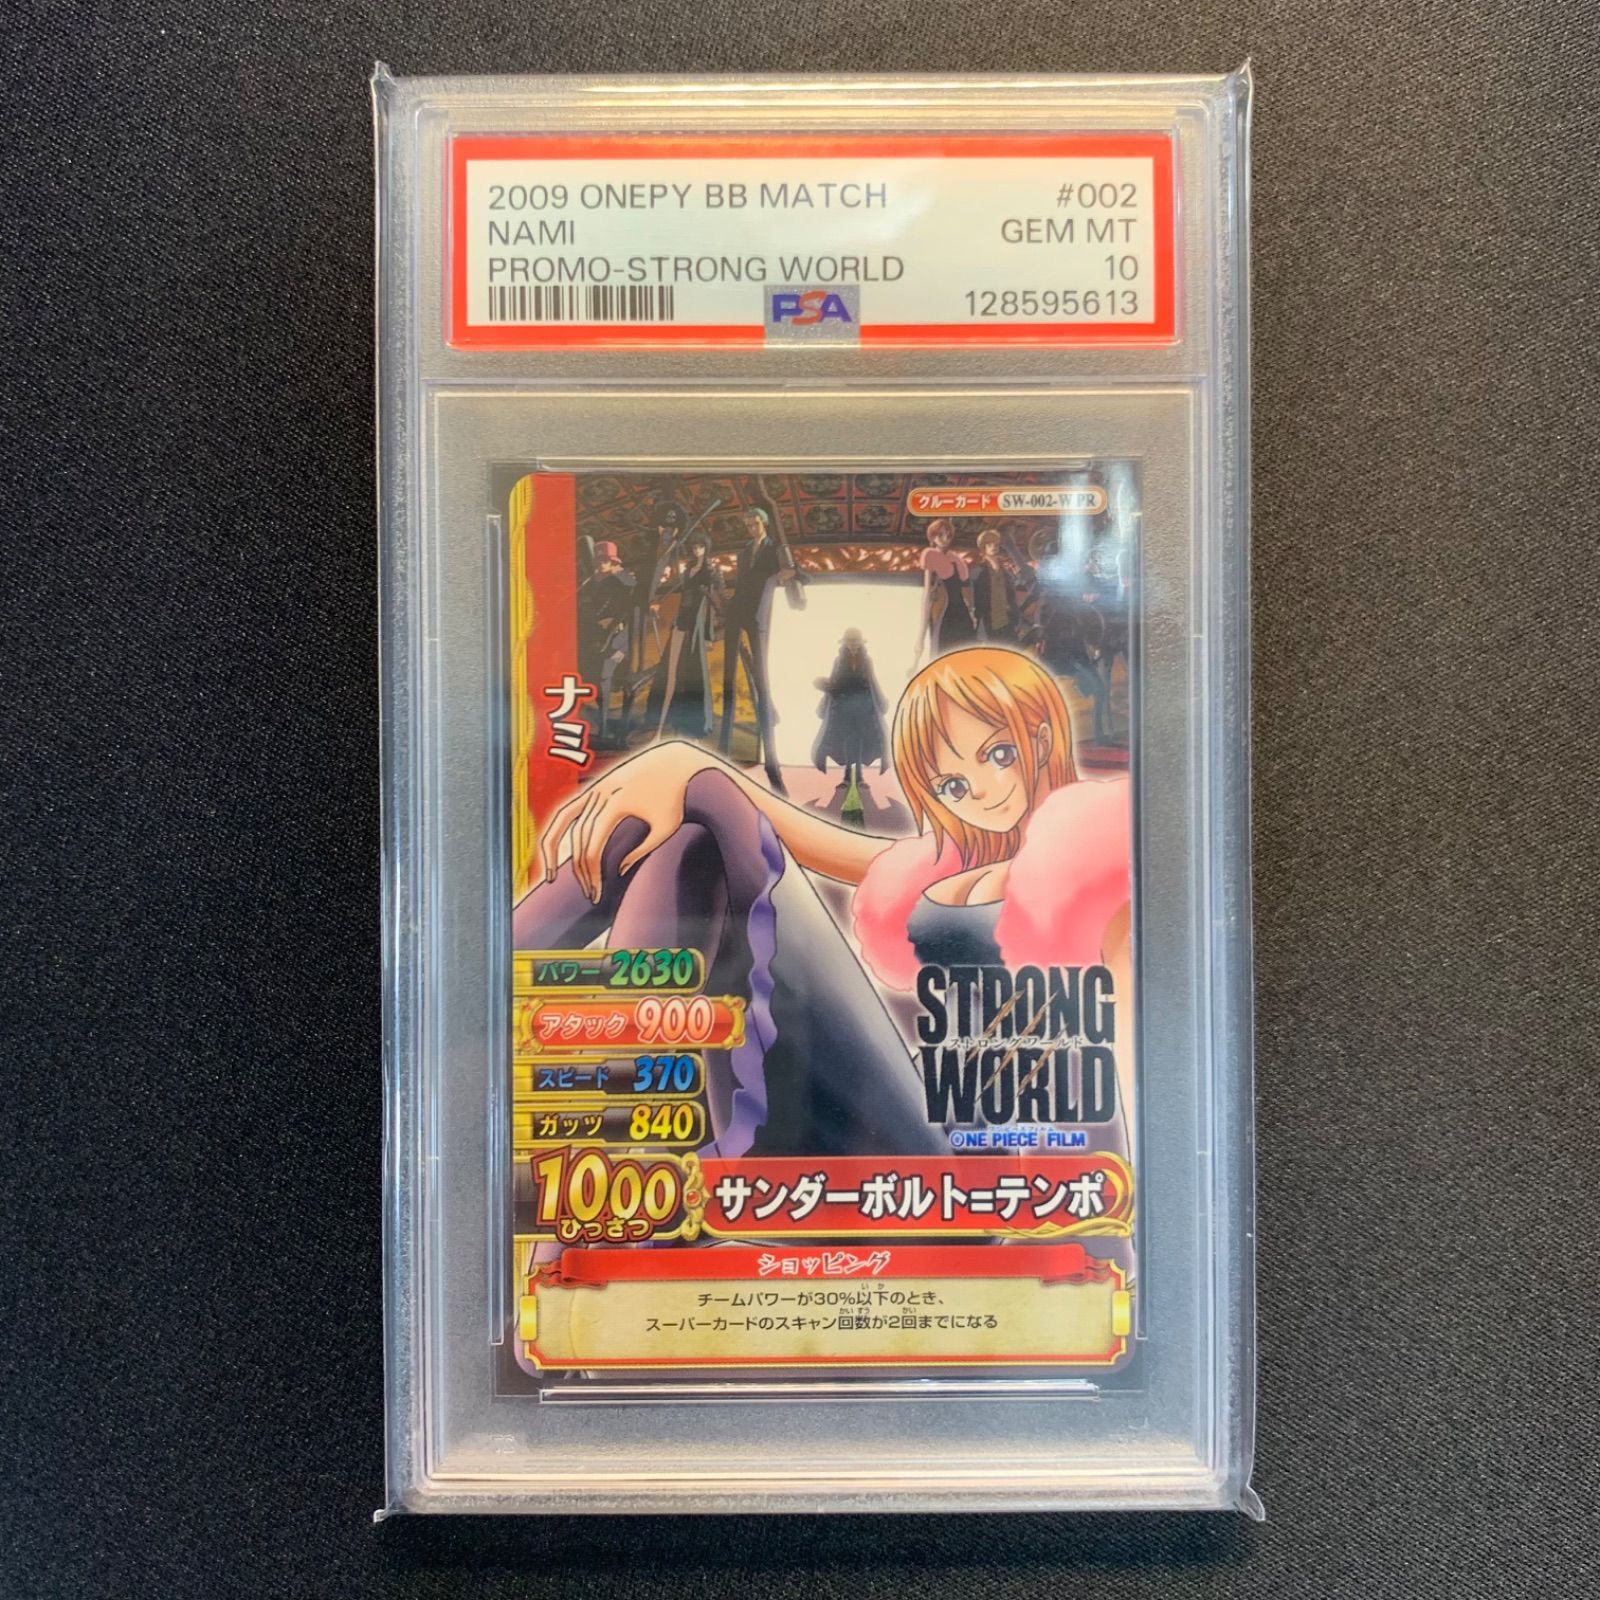 2009 ONEPY BB MATCH #002
NAMI GEM MT
PROMO-STRONG WORLD 10
PSA 128595613
クルーカード SW-002-W PR
ナミ
パワー 2630
アタック 900
スピード 370
ガッツ 840
STRONG
ストロングワールド
WORLD
ONE PIECE FILM
1000
ひっさつ
サンダーボルト=テンポ
ショッピング
チームパワーが30%以下のとき、
スーパーカードのスキャン回数が2回までになる